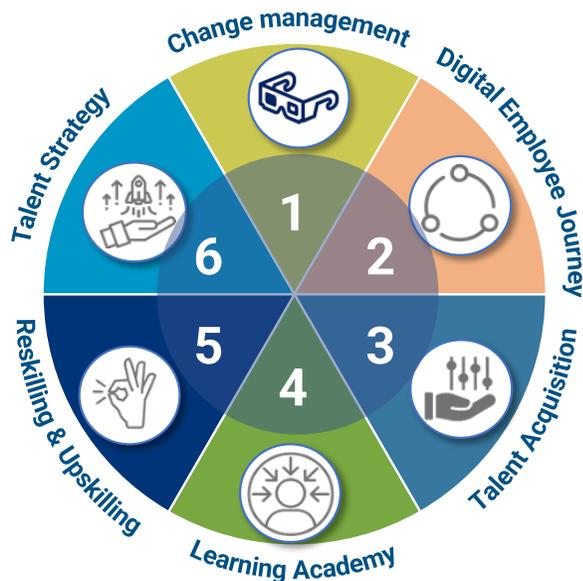 Change management
Digital Employee Journey
Talent Acquisition
Learning Academy
Reskilling & Upskilling
Talent Strategy
1
2
3
4
5
6